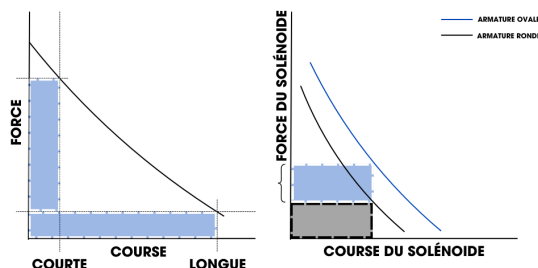 FORCE
COURSE
COURTE
LONGUE
ARMATURE OVALE
ARMATURE RONDE
FORCE DU SOLÉNOIDE
COURSE DU SOLÉNOIDE